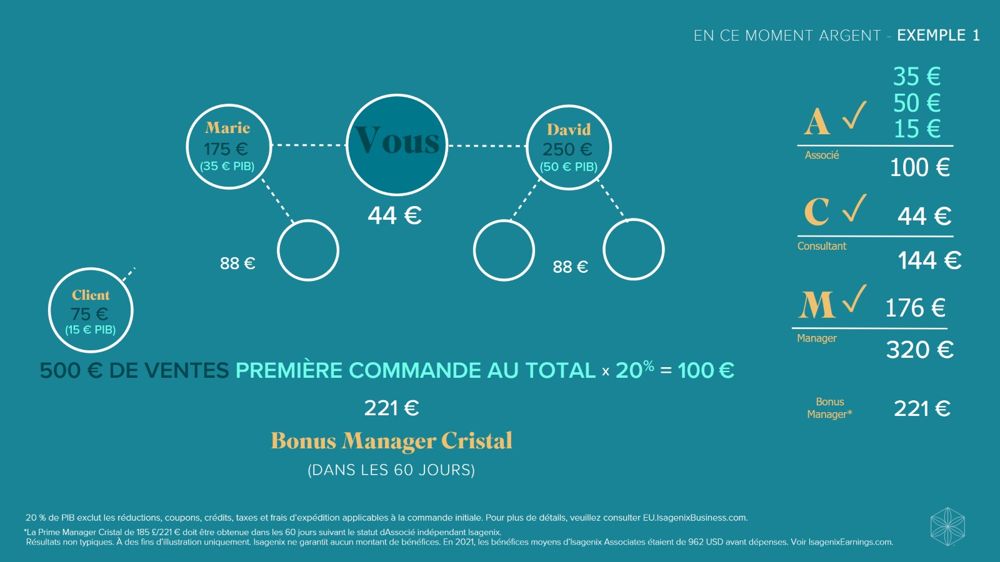 EN CE MOMENT ARGENT - EXEMPLE 1
Marie
175 €
(35 € PIB)
Vous
44 €
David
250 €
(50 € PIB)
88 €
88 €
Client
75 €
(15 € PIB)
35 €
50 €
15 €
A ✓
Associé
100 €
C ✓ 44 €
Consultant
144 €
M ✓ 176 €
Manager
320 €
500 € DE VENTES PREMIÈRE COMMANDE AU TOTAL x 20% = 100 €
221 €
Bonus Manager Cristal
(DANS LES 60 JOURS)
Bonus
Manager*
221 €
20 % de PIB exclut les réductions, coupons, crédits, taxes et frais d'expédition applicables à la commande initiale. Pour plus de détails, veuillez consulter EU.IsagenixBusiness.com.
*La Prime Manager Cristal de 185 £/221 € doit être obtenue dans les 60 jours suivant le statut dAssocié indépendant Isagenix.
Résultats non typiques. À des fins d'illustration uniquement. Isagenix ne garantit aucun montant de bénéfices. En 2021, les bénéfices moyens d'Isagenix Associates étaient de 962 USD avant dépenses. Voir IsagenixEarnings.com.